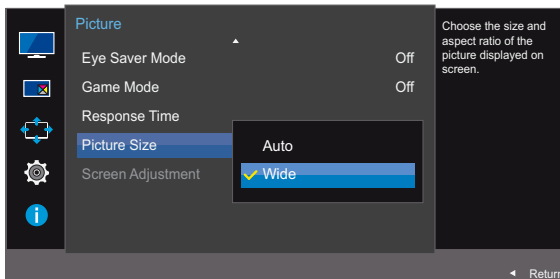 Picture
Eye Saver Mode Off
Game Mode Off
Response Time
Picture Size
Auto
Wide
Screen Adjustment
Choose the size and
aspect ratio of the
picture displayed on
screen.
Return